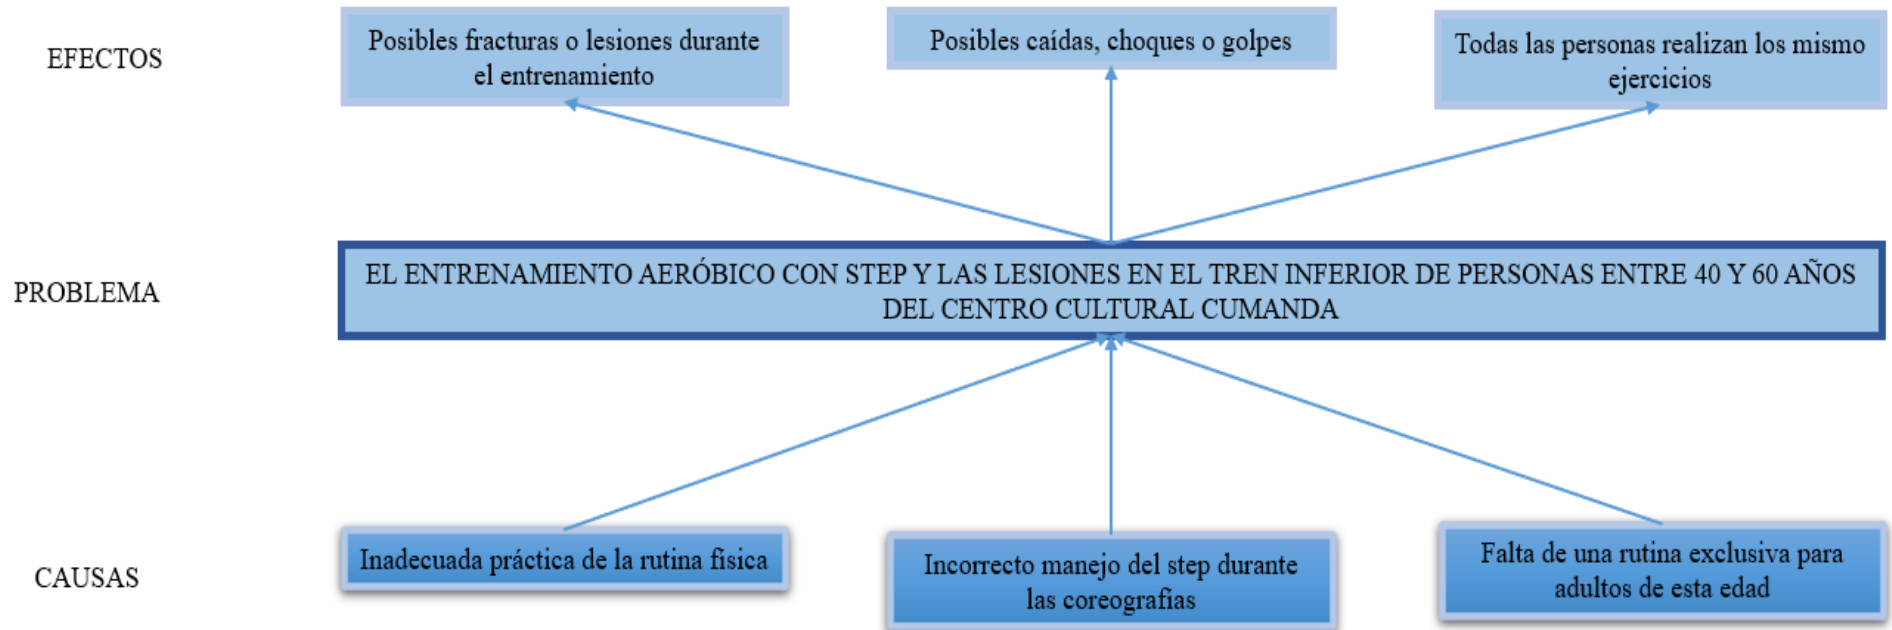 EFECTOS
Posibles fracturas o lesiones durante
el entrenamiento
Posibles caídas, choques o golpes
Todas las personas realizan los mismo
ejercicios
PROBLEMA
EL ENTRENAMIENTO AERÓBICO CON STEP Y LAS LESIONES EN EL TREN INFERIOR DE PERSONAS ENTRE 40 Y 60 AÑOS
DEL CENTRO CULTURAL CUMANDA
CAUSAS
Inadecuada práctica de la rutina física
Incorrecto manejo del step durante
las coreografías
Falta de una rutina exclusiva para
adultos de esta edad